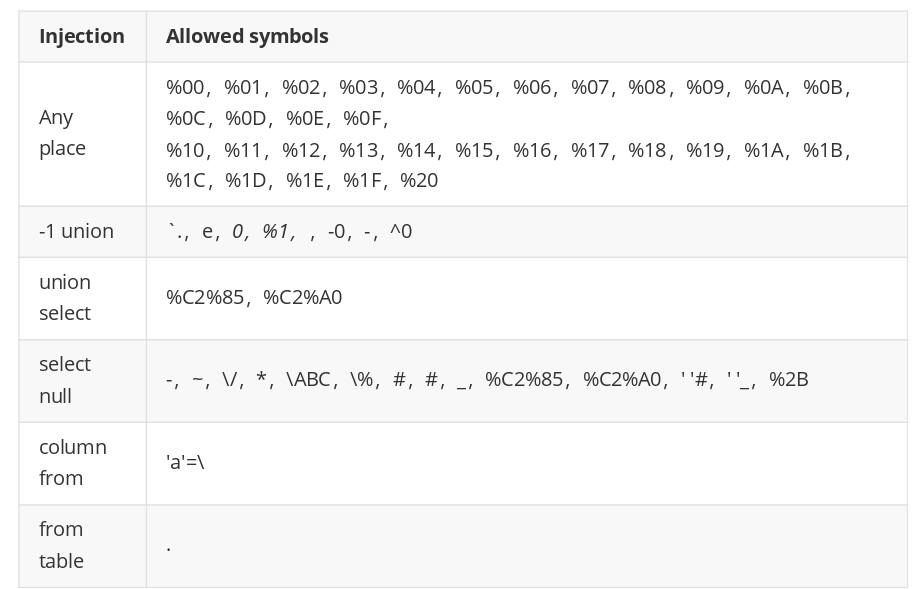 Injection Allowed symbols
Any place
%00, %01, %02, %03, %04, %05, %06, %07, %08, %09, %0A, %0B,
%0C, %0D, %0E, %0F,
%10, %11, %12, %13, %14, %15, %16, %17, %18, %19, %1A, %1B,
%1C, %1D, %1E, %1F, %20
-1 union `., e, 0, %1, , -0, -, ^0
union
select
%C2%85, %C2%A0
select
null
-, ~, \/, *, \ABC, \%, #, #, _, %C2%85, %C2%A0, ''#, ''_, %2B
column
from
'a'=\
from
table
.